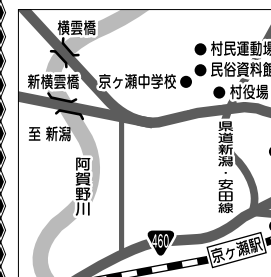 横雲橋
村民運動場
民俗資料館
新横雲橋
京ヶ瀬中学校
村役場
至 新潟
阿賀野川
県道新潟・安田線
460
京ヶ瀬駅